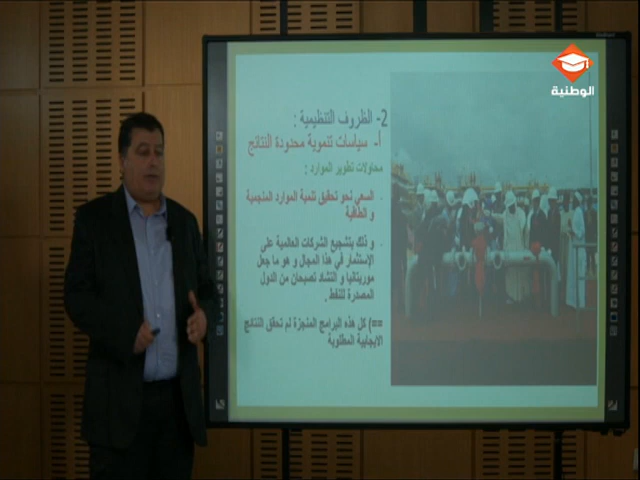 الوطنية
2- الظروف التنظيمية :
أ- سياسات تنموية محدودة النتائج
محاولات تطوير الموارد :
- السعي نحو تحقيق تنمية الموارد المنجمية
و الطاقية
- و ذلك بتشجيع الشركات العالمية على
الإستثمار في هذا المجال و هو ما جعل
موريتانيا و التشاد تصبحان من الدول
المصدرة للنفط .
==) كل هذه البرامج المنجزة لم تحقق النتائج
الايجابية المطلوبة